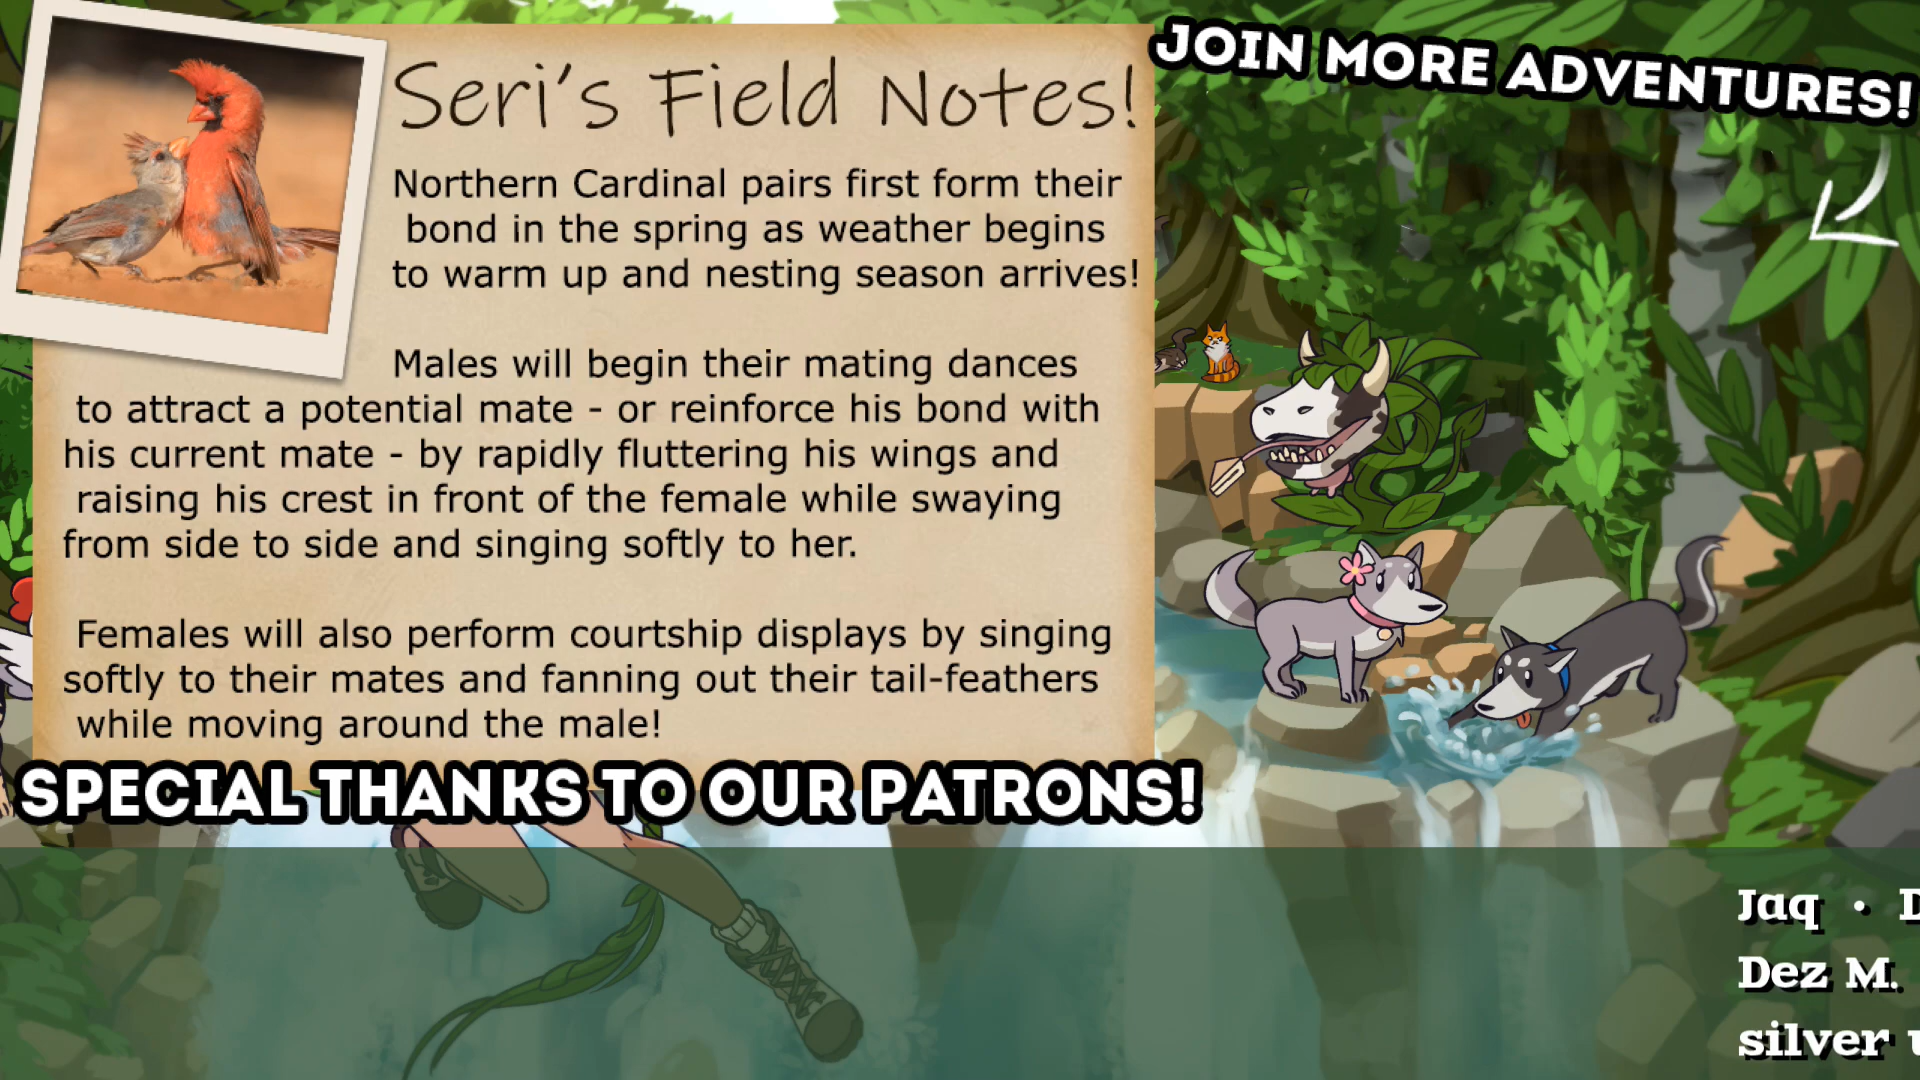 Seri's Field Notes!
JOIN MORE ADVENTURES!
Northern Cardinal pairs first form their
bond in the spring as weather begins
to warm up and nesting season arrives!
Males will begin their mating dances
to attract a potential mate - or reinforce his bond with
his current mate - by rapidly fluttering his wings and
raising his crest in front of the female while swaying
from side to side and singing softly to her.
Females will also perform courtship displays by singing
softly to their mates and fanning out their tail-feathers
while moving around the male!
SPECIAL THANKS TO OUR PATRONS!
Jaq •
Dez M.
silver